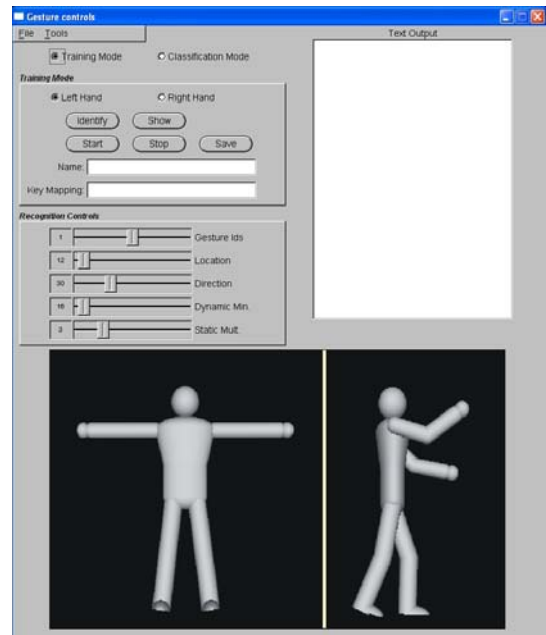 Gesture controls
File Tools
Text Output
Training Mode Classification Mode
Training Mode
Left Hand Right Hand
Identify Show
Start Stop Save
Name:
Key Mapping:
Recognition Controls
1 Gesture Ids
12 Location
30 Direction
16 Dynamic Min.
3 Static Mult.